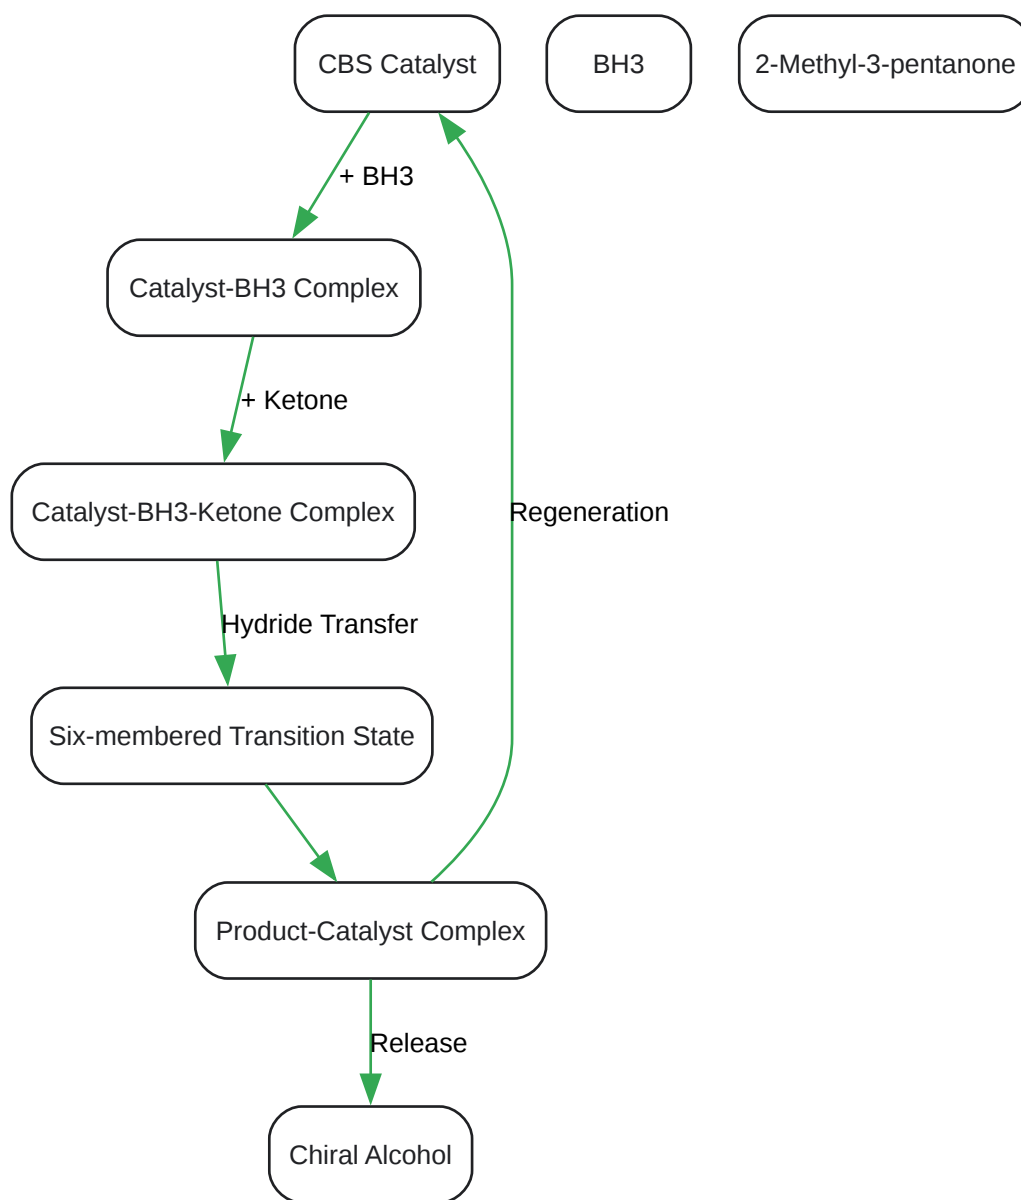 CBS Catalyst
BH3
2-Methyl-3-pentanone
+ BH3
Catalyst-BH3 Complex
+ Ketone
Catalyst-BH3-Ketone Complex
Regeneration
Hydride Transfer
Six-membered Transition State
Product-Catalyst Complex
Release
Chiral Alcohol